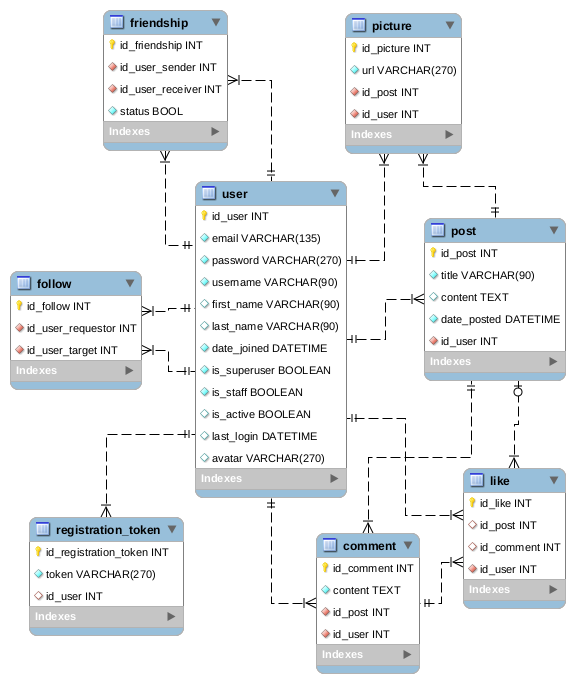 friendship
id_friendship INT
id_user_sender INT
id_user_receiver INT
status BOOL
Indexes
picture
id_picture INT
url VARCHAR(270)
id_post INT
id_user INT
Indexes
user
id_user INT
email VARCHAR(135)
password VARCHAR(270)
username VARCHAR(90)
first_name VARCHAR(90)
last_name VARCHAR(90)
date_joined DATETIME
is_superuser BOOLEAN
is_staff BOOLEAN
is_active BOOLEAN
last_login DATETIME
avatar VARCHAR(270)
Indexes
post
id_post INT
title VARCHAR(90)
content TEXT
date_posted DATETIME
id_user INT
Indexes
follow
id_follow INT
id_user_requestor INT
id_user_target INT
Indexes
like
id_like INT
id_post INT
id_comment INT
id_user INT
Indexes
registration_token
id_registration_token INT
token VARCHAR(270)
id_user INT
Indexes
comment
id_comment INT
content TEXT
id_post INT
id_user INT
Indexes